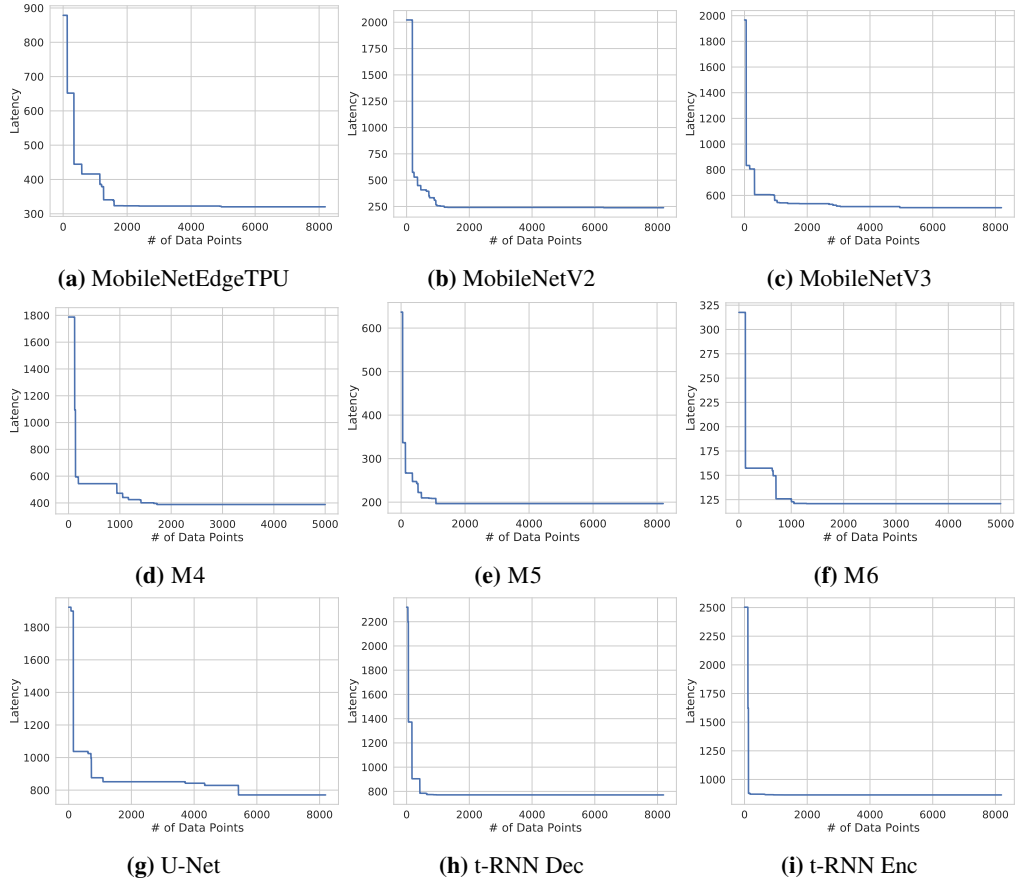 900
800
700
600
500
400
300
Latency
0 2000 4000 6000 8000
# of Data Points
(a) MobileNetEdgeTPU
2000
1750
1500
1250
1000
750
500
250
Latency
0 2000 4000 6000 8000
# of Data Points
(b) MobileNetV2
2000
1800
1600
1400
1200
1000
800
600
Latency
0 2000 4000 6000 8000
# of Data Points
(c) MobileNetV3
1800
1600
1400
1200
1000
800
600
400
Latency
0 1000 2000 3000 4000 5000
# of Data Points
(d) M4
600
500
400
300
200
Latency
0 2000 4000 6000 8000
# of Data Points
(e) M5
325
300
275
250
225
200
175
150
125
Latency
0 1000 2000 3000 4000 5000
# of Data Points
(f) M6
1800
1600
1400
1200
1000
800
Latency
0 2000 4000 6000 8000
# of Data Points
(g) U-Net
2200
2000
1800
1600
1400
1200
1000
800
Latency
0 2000 4000 6000 8000
# of Data Points
(h) t-RNN Dec
2500
2250
2000
1750
1500
1250
1000
Latency
0 2000 4000 6000 8000
# of Data Points
(i) t-RNN Enc